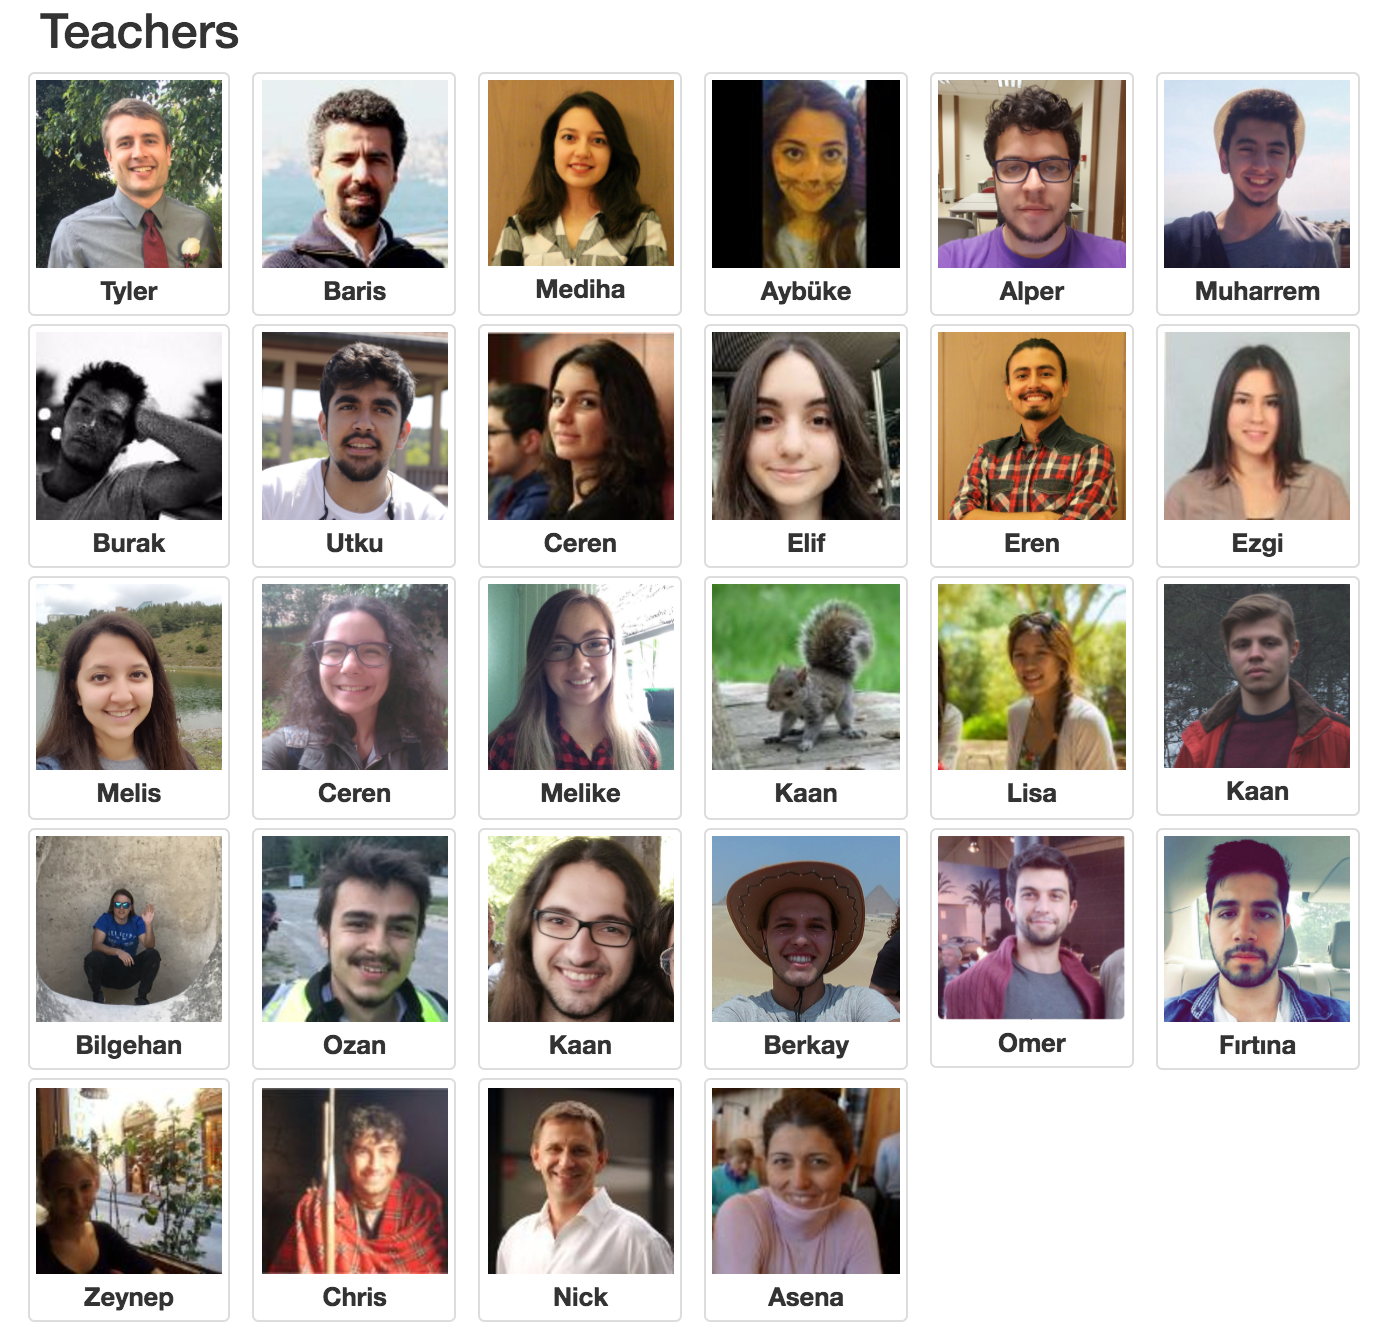 Teachers
Tyler
Baris
Mediha
Aybüke
Alper
Muharrem
Burak
Utku
Ceren
Elif
Eren
Ezgi
Melis
Ceren
Melike
Kaan
Lisa
Kaan
Bilgehan
Ozan
Kaan
Berkay
Omer
Fırtına
Zeynep
Chris
Nick
Asena